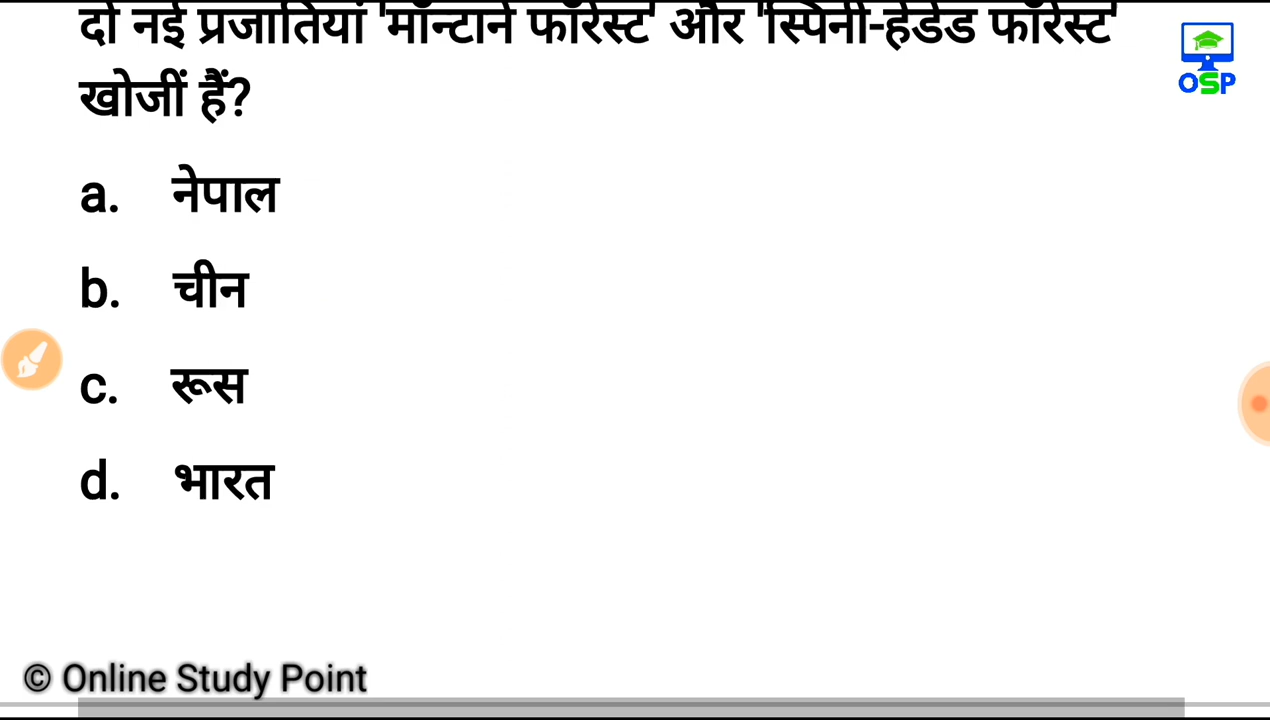 दो नई प्रजातियां 'मॉन्टाने फॉरेस्ट' और 'स्पिनी-हेडेड फॉरेस्ट'
खोजीं हैं?
OSP
a. नेपाल
b. चीन
c. रूस
d. भारत
© Online Study Point